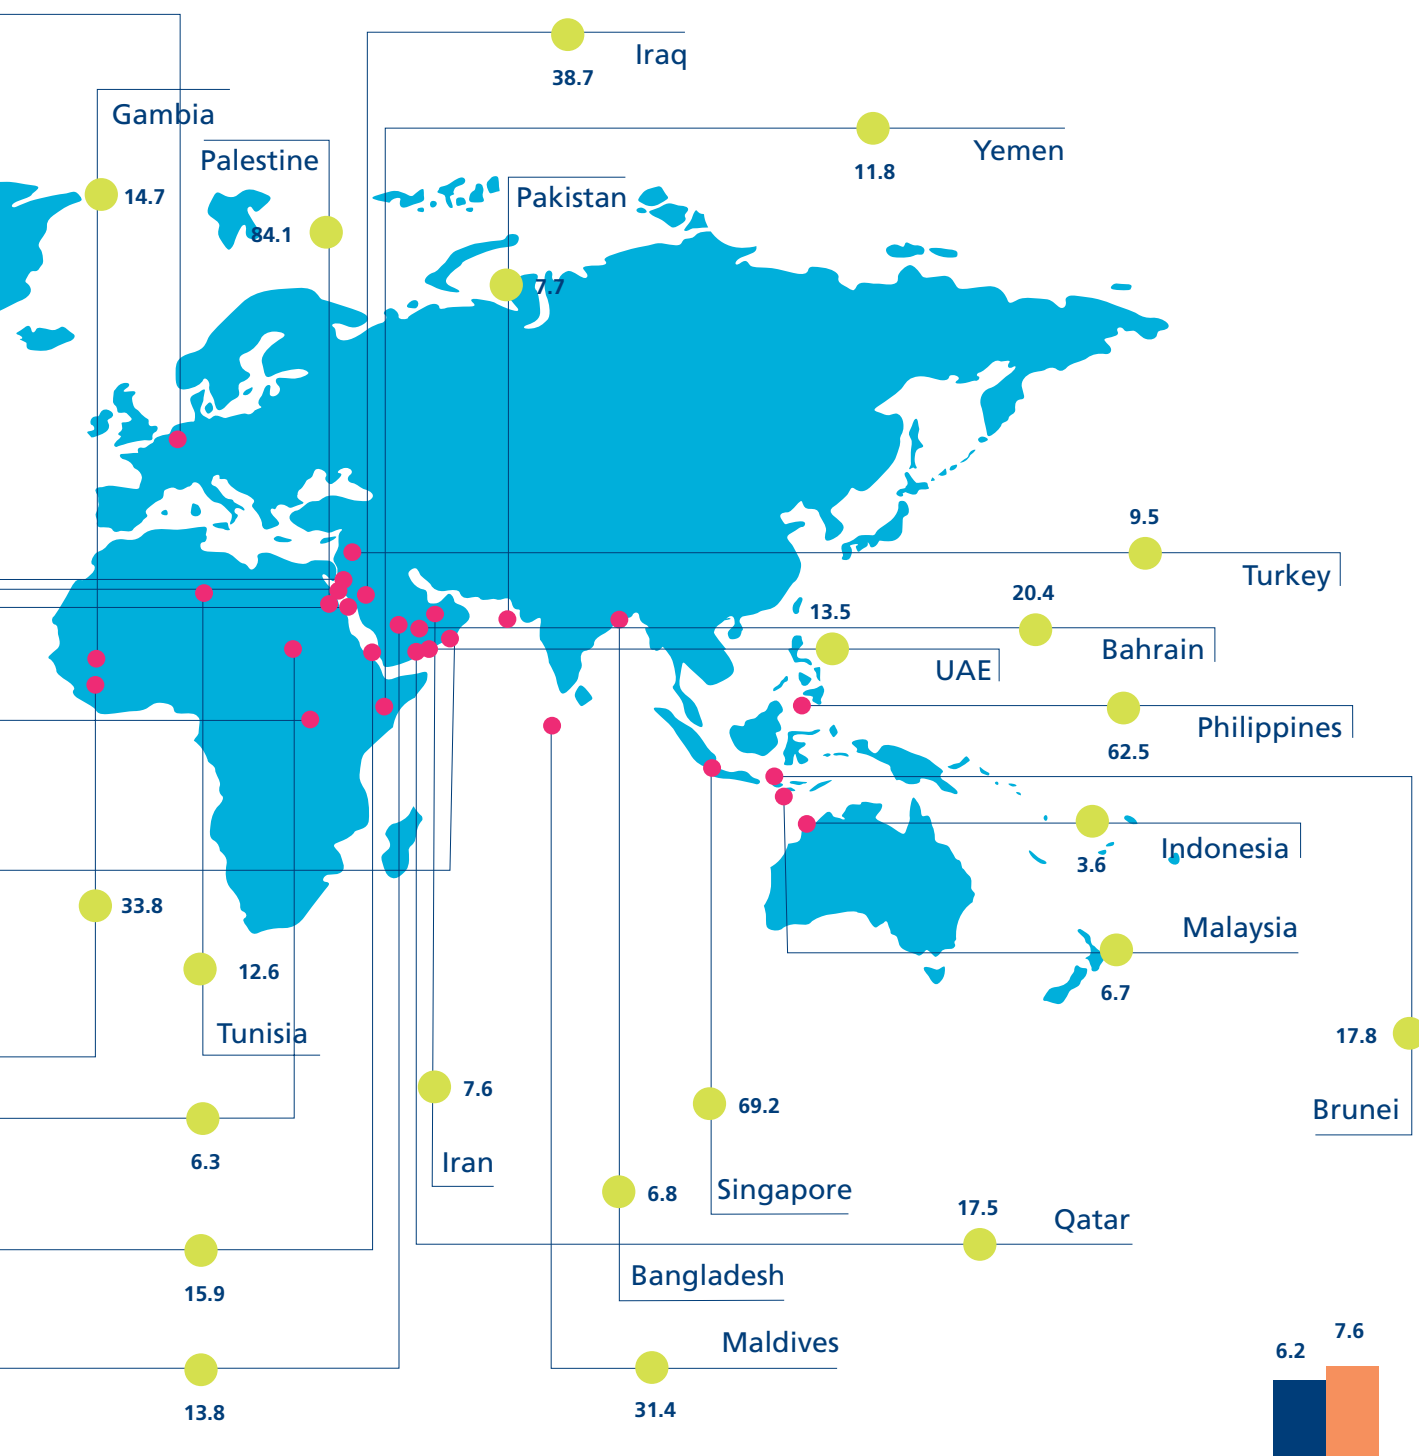 Iraq
38.7
Gambia
14.7
Yemen
11.8
Palestine
84.1
Pakistan
7.7
9.5
Turkey
20.4
Bahrain
13.5
UAE
Philippines
62.5
Indonesia
3.6
33.8
Malaysia
6.7
12.6
Tunisia
17.8
Brunei
7.6
Iran
69.2
Singapore
6.3
6.8
Bangladesh
17.5
Qatar
15.9
Maldives
31.4
13.8
6.2
7.6